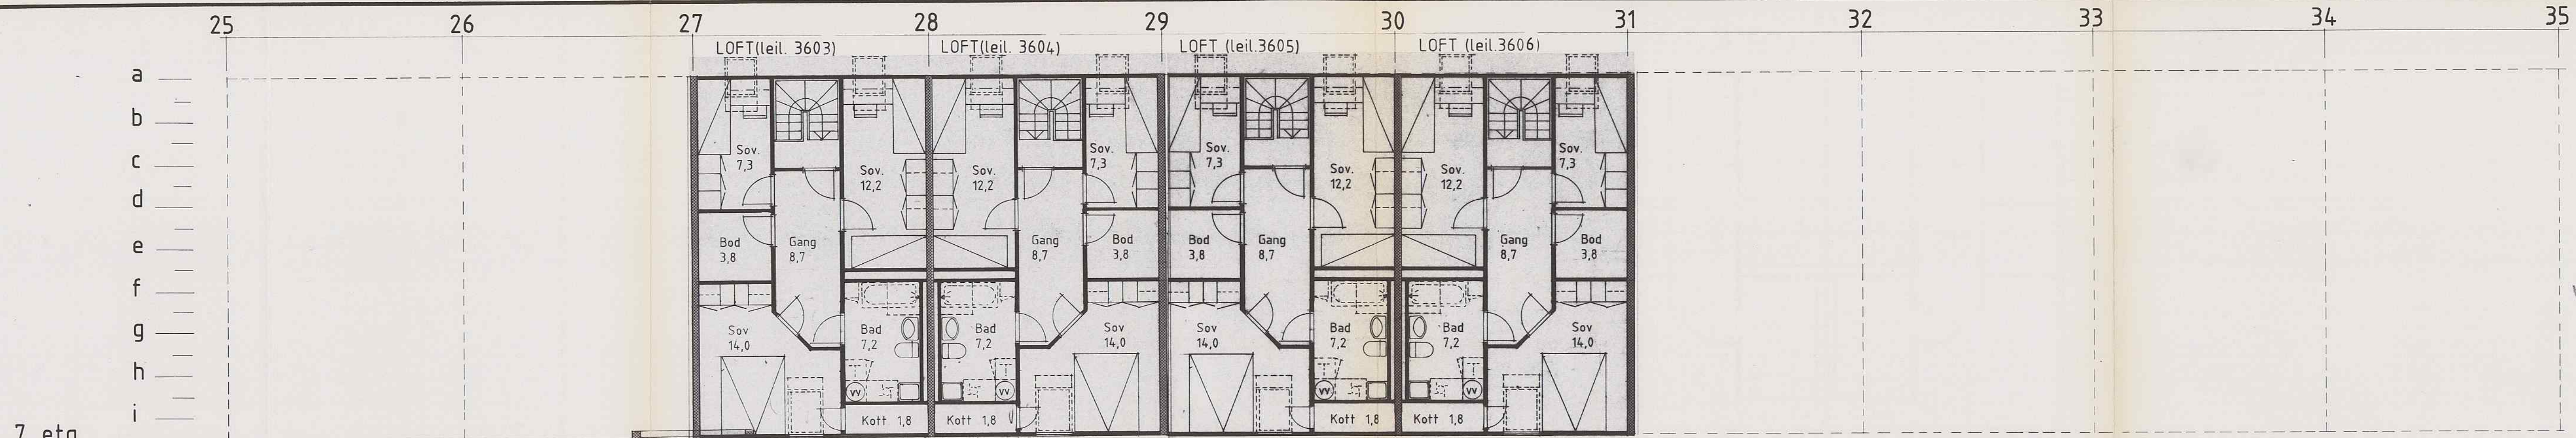 25 26 27 28 29 30 31 32 33 34 35
LOFT(leil. 3603) LOFT(leil. 3604) LOFT (leil.3605) LOFT (leil.3606)
a
b
c
d
e
f
g
h
i
7 etg
Sov.
7,3
Sov.
12,2
Bod
3,8
Gang
8,7
Sov
14,0
Bad
7,2
VV
Kott 1,8
Sov.
12,2
Sov.
7,3
Gang
8,7
Bod
3,8
Bad
7,2
Sov
14,0
VV
Kott 1,8
Sov.
7,3
Sov.
12,2
Bod
3,8
Gang
8,7
Sov
14,0
Bad
7,2
VV
Kott 1,8
Sov.
12,2
Sov.
7,3
Gang
8,7
Bod
3,8
Bad
7,2
Sov
14,0
VV
Kott 1,8